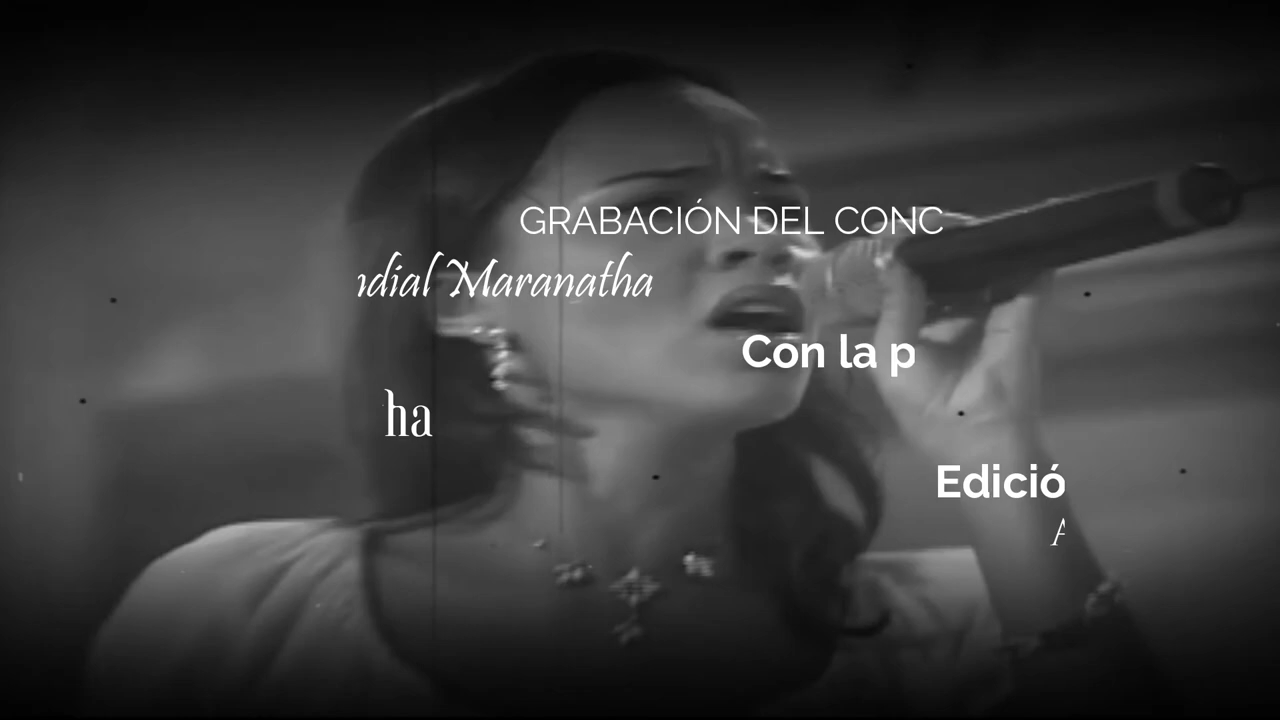 GRABACIÓN DEL CONC
ndial Maranatha
Con la p
ha
Edició
A